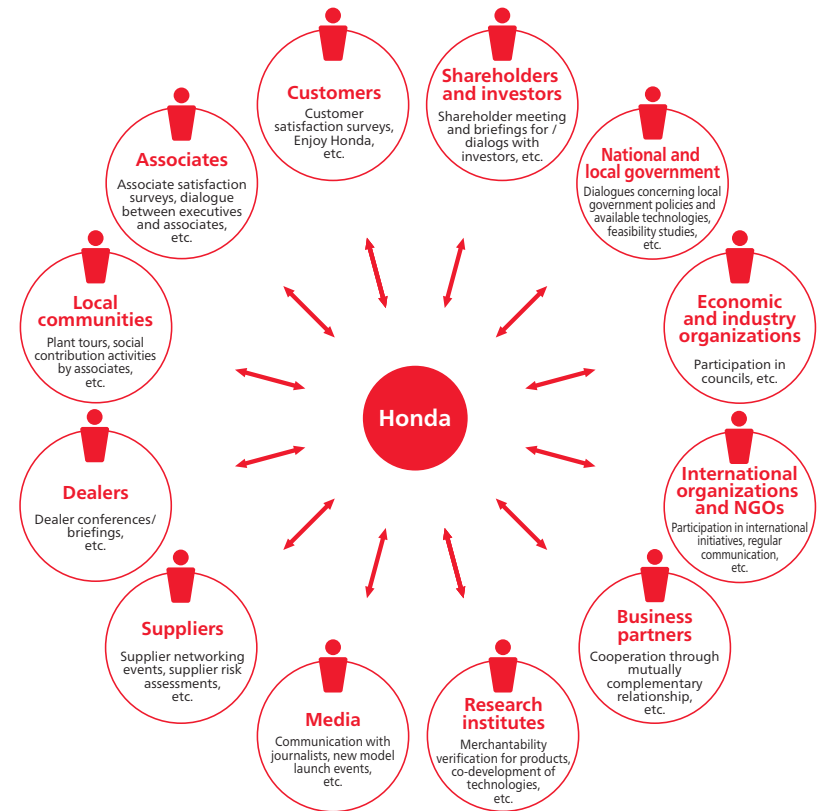 Customers
Customer
satisfaction surveys,
Enjoy Honda,
etc.
Shareholders
and investors
Shareholder meeting
and briefings for /
dialogs with
investors, etc.
National and
local government
Dialogues concerning local
government policies and
available technologies,
feasibility studies,
etc.
Economic
and industry
organizations
Participation in
councils, etc.
International
organizations
and NGOs
Participation in international
initiatives, regular
communication,
etc.
Business
partners
Cooperation through
mutually
complementary
relationship,
etc.
Research
institutes
Merchantability
verification for products,
co-development of
technologies,
etc.
Media
Communication with
journalists, new model
launch events,
etc.
Suppliers
Supplier networking
events, supplier risk
assessments,
etc.
Dealers
Dealer conferences/
briefings,
etc.
Local
communities
Plant tours, social
contribution activities
by associates,
etc.
Associates
Associate satisfaction
surveys, dialogue
between executives
and associates,
etc.
Honda